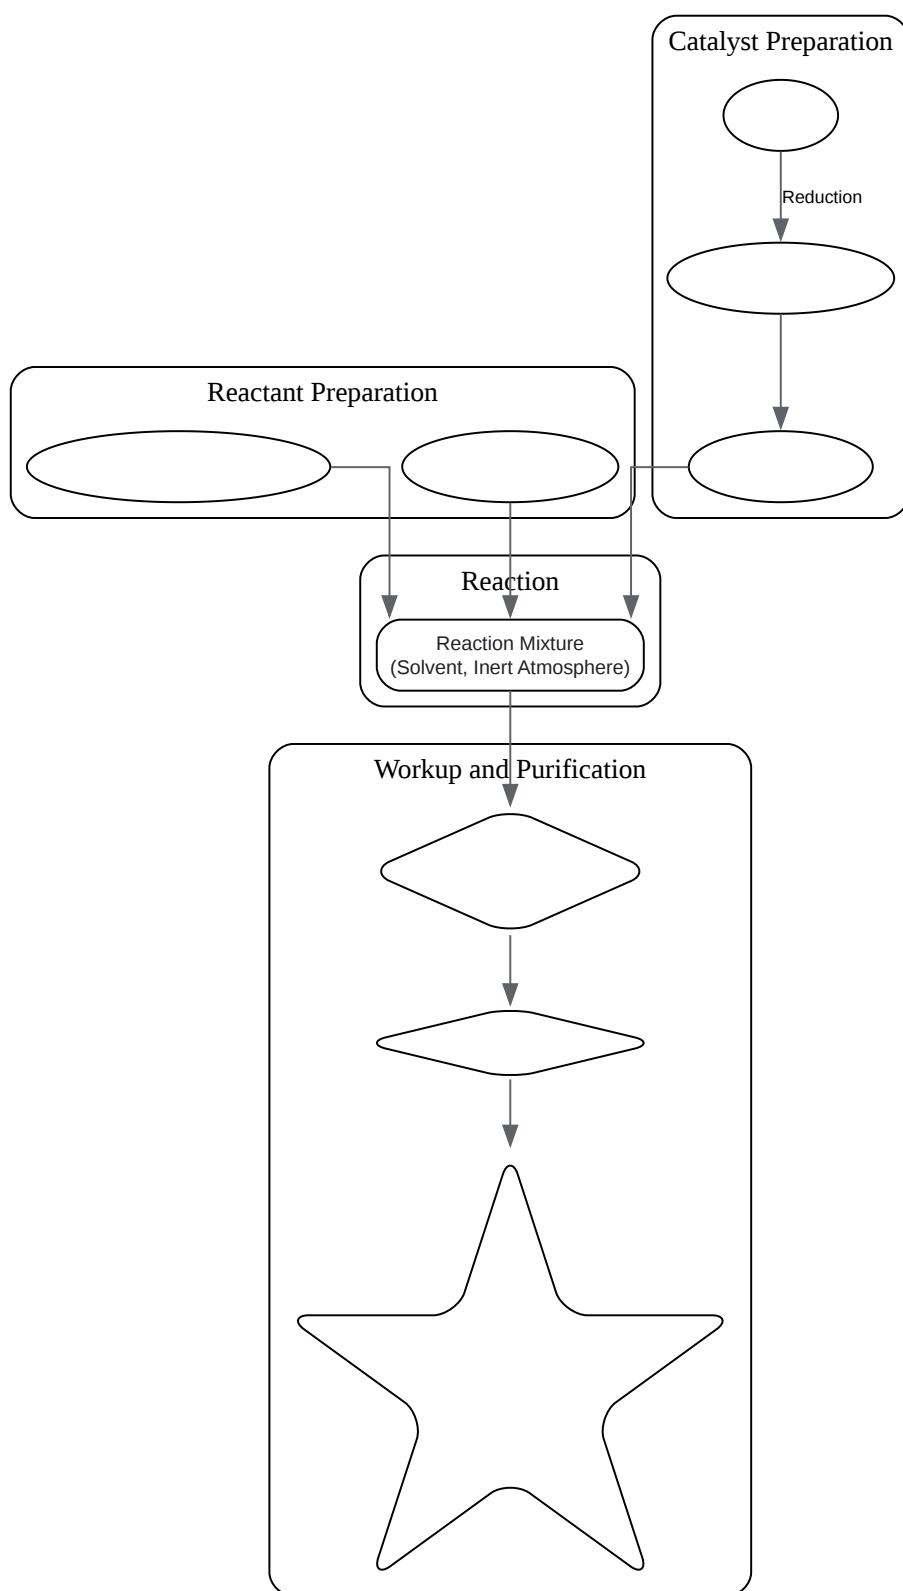 Catalyst Preparation
Reduction
Reactant Preparation
Reaction
Reaction Mixture
(Solvent, Inert Atmosphere)
Workup and Purification